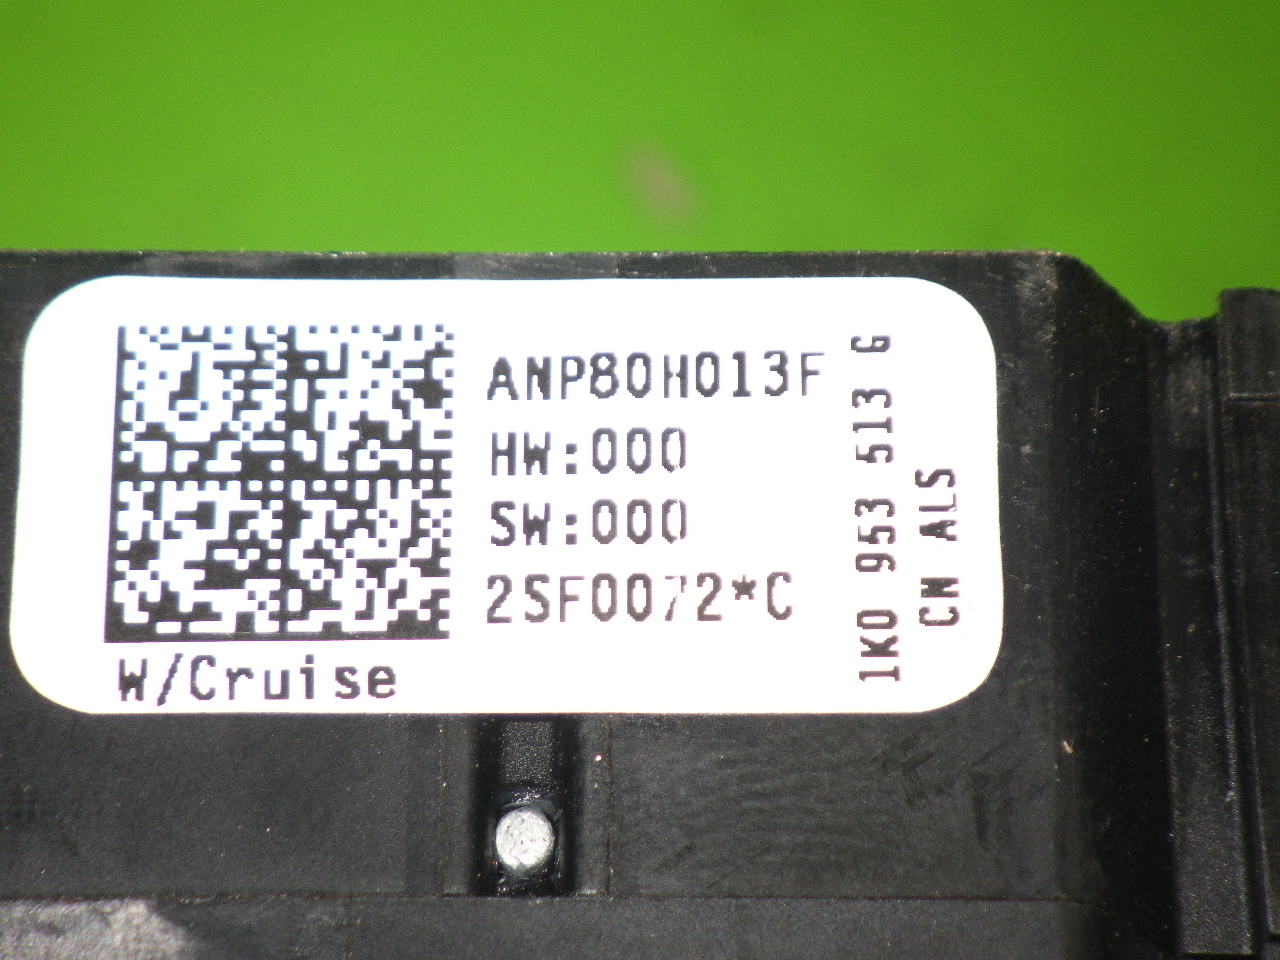 ANP80H013F
HW:000
SW:000
2SF0072*C
W/Cruise
1K0 953 513 G
CN ALS